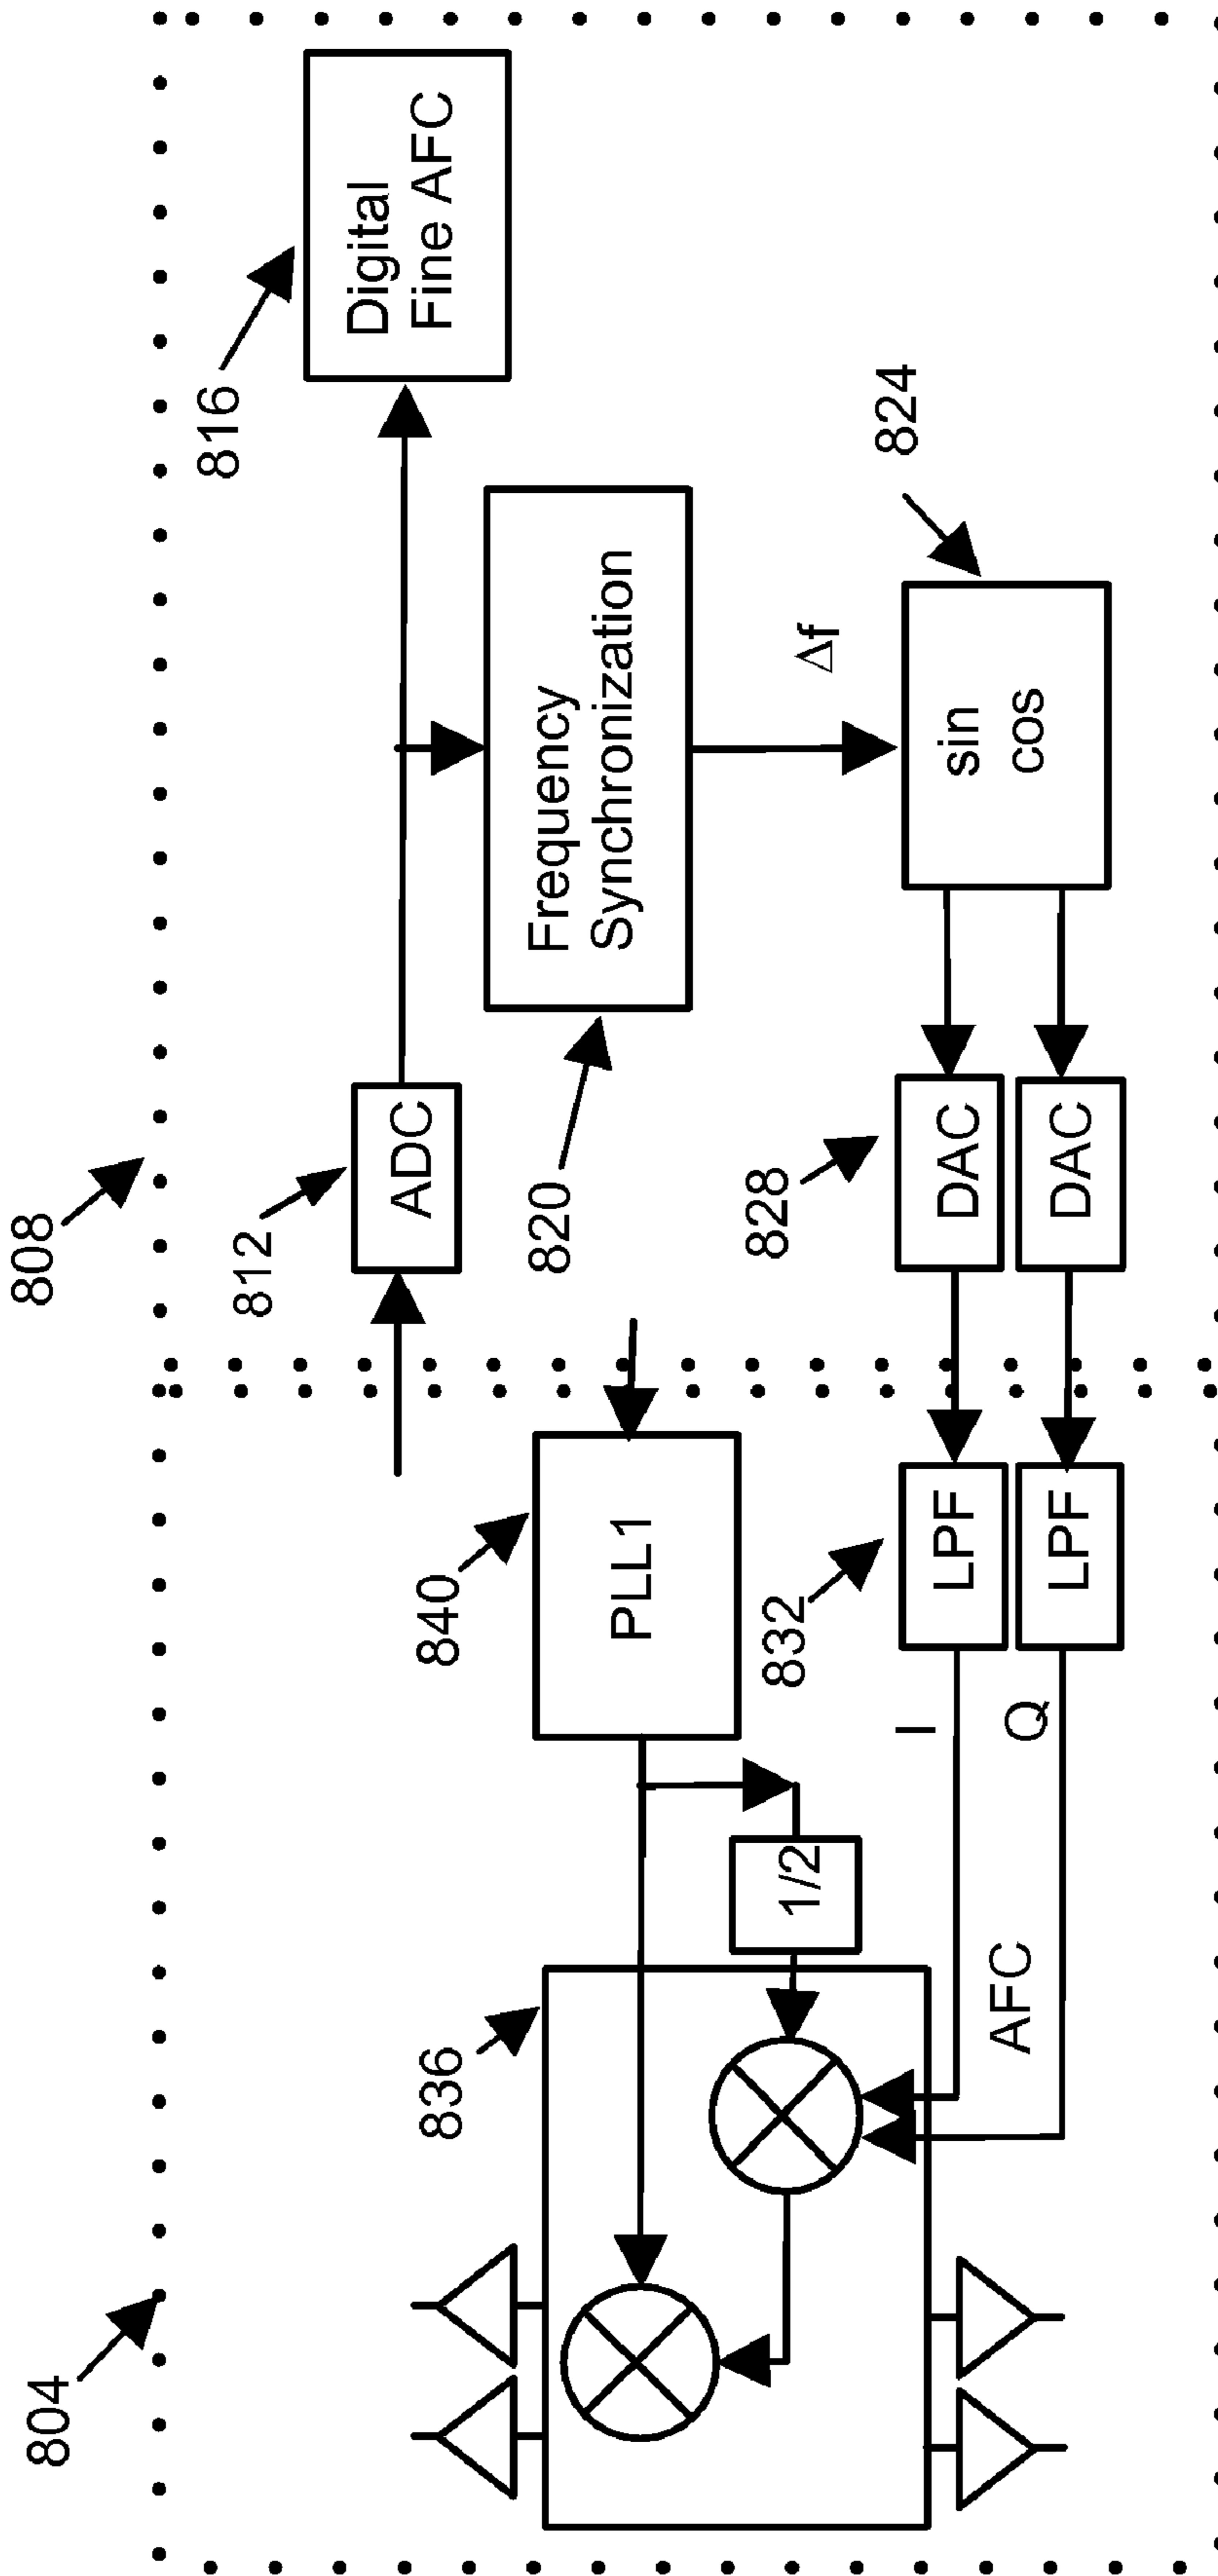 804
808
836
840
812
816
ADC
Digital
Fine AFC
PLL1
820
Frequency
Synchronization
1/2
Δf
824
832
828
I
LPF
DAC
sin
cos
AFC
Q
LPF
DAC